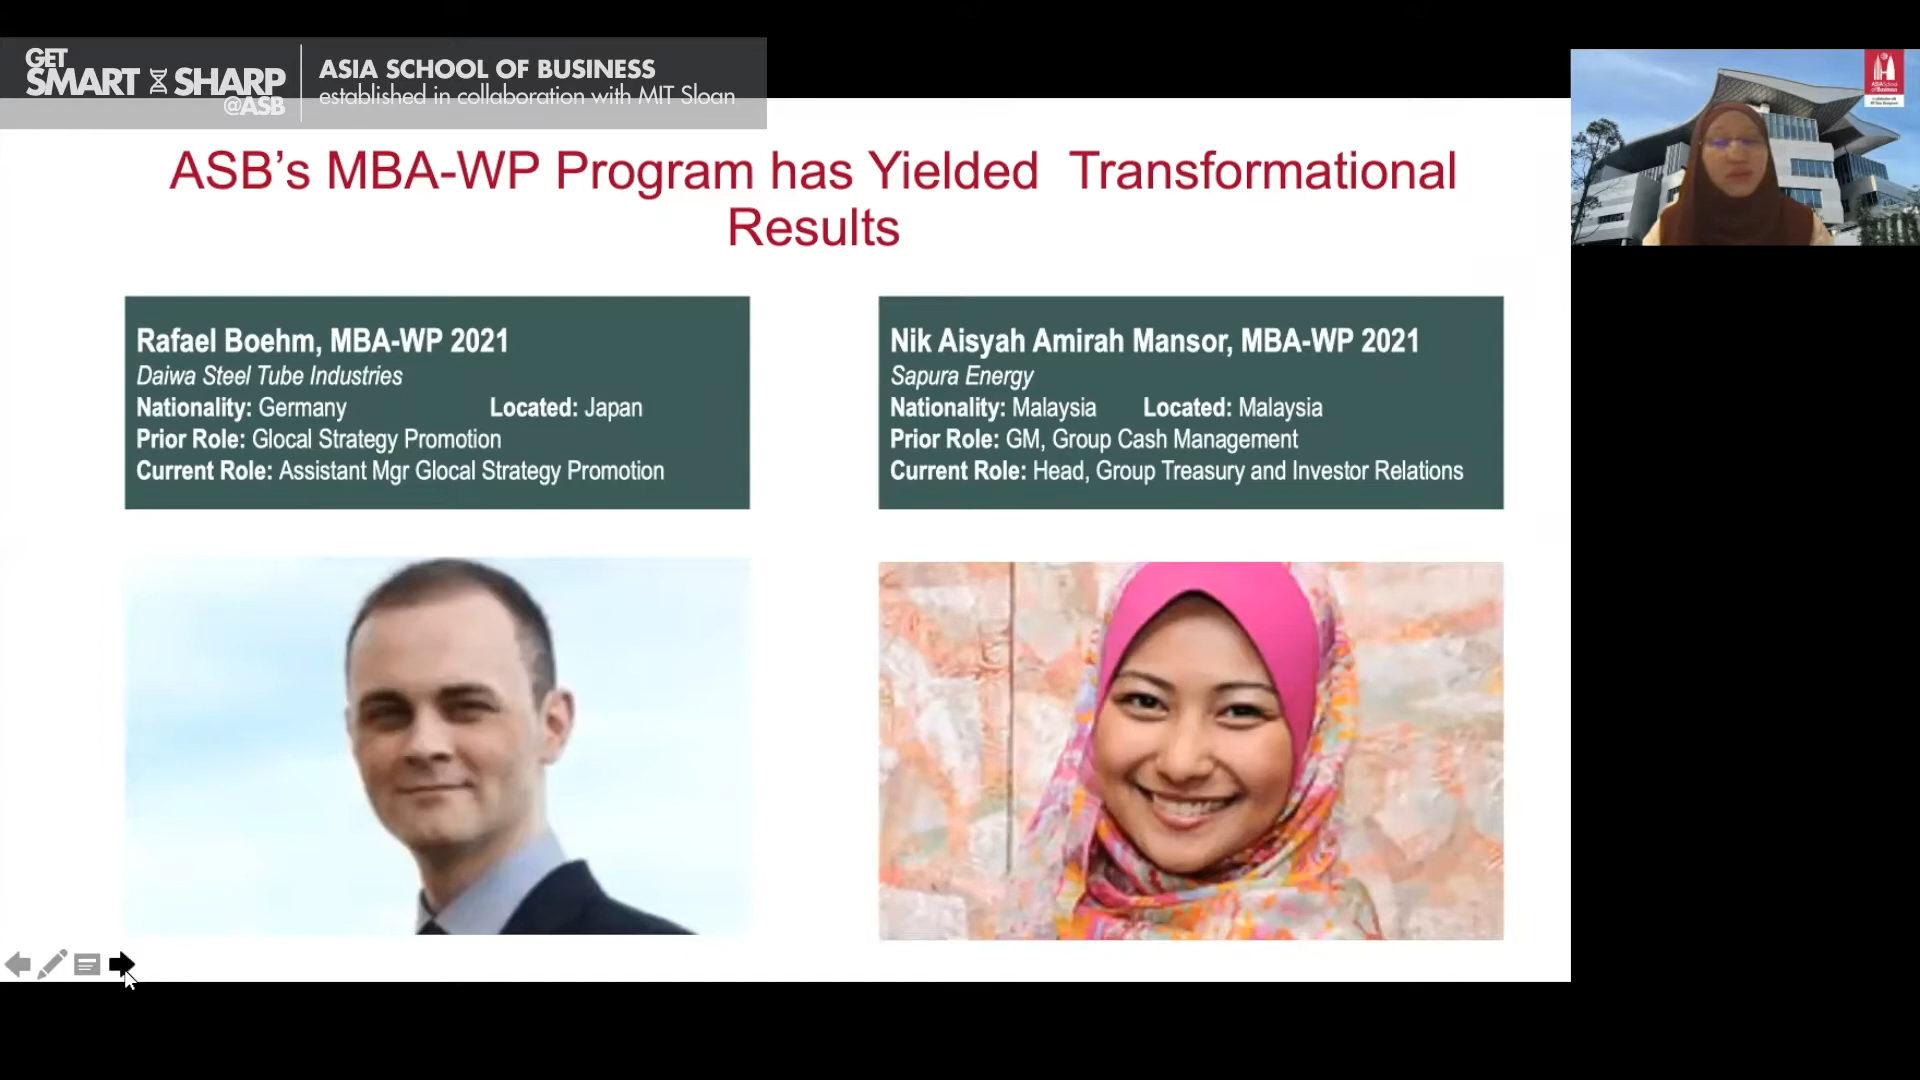 GET
SMART SHARP
@ASB
ASIA SCHOOL OF BUSINESS
established in collaboration with MIT Sloan
ASB’s MBA-WP Program has Yielded  Transformational
Results
Rafael Boehm, MBA-WP 2021
Daiwa Steel Tube Industries
Nationality: Germany Located: Japan
Prior Role: Glocal Strategy Promotion
Current Role: Assistant Mgr Glocal Strategy Promotion
Nik Aisyah Amirah Mansor, MBA-WP 2021
Sapura Energy
Nationality: Malaysia Located: Malaysia
Prior Role: GM, Group Cash Management
Current Role: Head, Group Treasury and Investor Relations